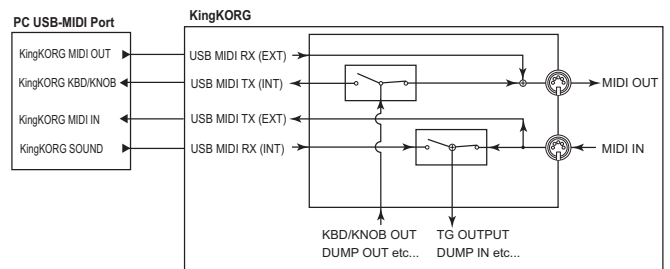 PC USB-MIDI Port
KingKORG
KingKORG MIDI OUT
USB MIDI RX (EXT)
KingKORG KBD/KNOB
USB MIDI TX (INT)
MIDI OUT
KingKORG MIDI IN
USB MIDI TX (EXT)
KingKORG SOUND
USB MIDI RX (INT)
MIDI IN
KBD/KNOB OUT
DUMP OUT etc...
TG OUTPUT
DUMP IN etc...